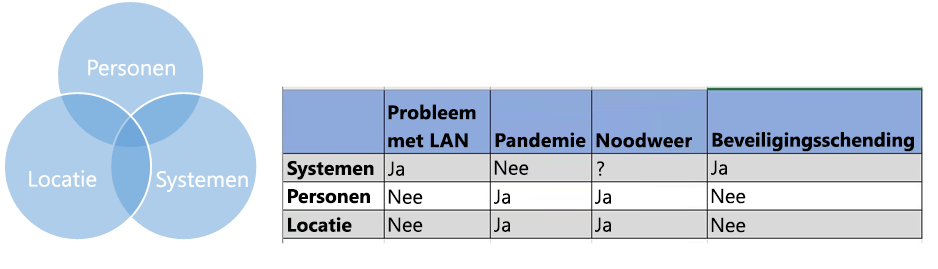 Personen
Locatie
Systemen
Probleem
met LAN Pandemie Noodweer Beveiligingsschending
Systemen Ja Nee ? Ja
Personen Nee Ja Ja Nee
Locatie Nee Ja Ja Nee